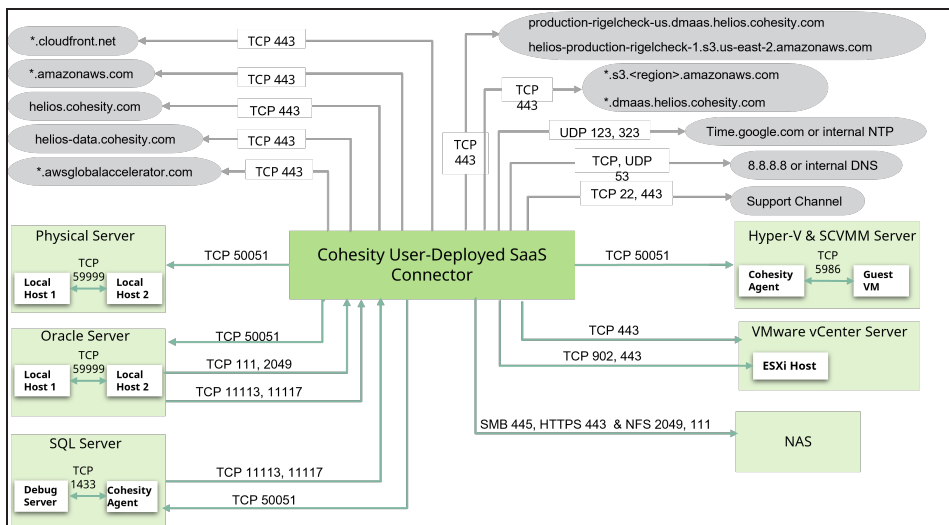 *.cloudfront.net
TCP 443
*.amazonaws.com
TCP 443
helios.cohesity.com
TCP 443
helios-data.cohesity.com
TCP 443
*.awsglobalaccelerator.com
TCP 443
production-rigelcheck-us.dmaas.helios.cohesity.com
helios-production-rigelcheck-1.s3.us-east-2.amazonaws.com
TCP
443
*.s3.<region>.amazonaws.com
*.dmaas.helios.cohesity.com
TCP
443
UDP 123, 323
Time.google.com or internal NTP
TCP, UDP
53
8.8.8.8 or internal DNS
TCP 22, 443
Support Channel
Cohesity User-Deployed SaaS
Connector
Physical Server
TCP
59999
Local
Host 1
Local
Host 2
TCP 50051
Oracle Server
TCP
59999
Local
Host 1
Local
Host 2
TCP 50051
TCP 111, 2049
TCP 11113, 11117
SQL Server
TCP
1433
Debug
Server
Cohesity
Agent
TCP 11113, 11117
TCP 50051
TCP 50051
Hyper-V & SCVMM Server
TCP
5986
Cohesity
Agent
Guest
VM
TCP 443
VMware vCenter Server
TCP 902, 443
ESXi Host
SMB 445, HTTPS 443 & NFS 2049, 111
NAS